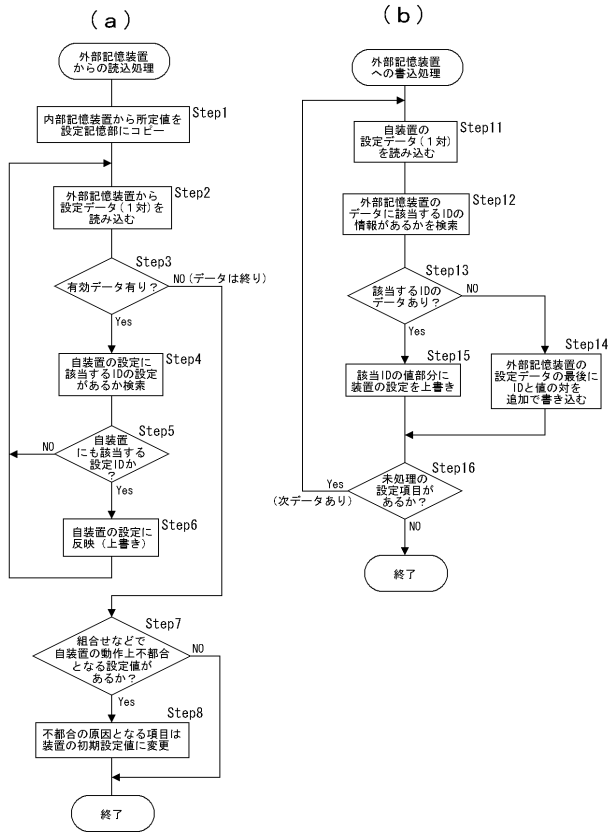 (a)
外部記憶装置
からの読込処理
Step1
内部記憶装置から所定値を
設定記憶部にコピー
Step2
外部記憶装置から
設定データ(1対)を
読み込む
Step3
有効データ有り?
NO(データは終り)
Yes
Step4
自装置の設定に
該当するIDの設定
があるか検索
Step5
自装置
にも該当する
設定IDか
?
NO
Yes
Step6
自装置の設定に
反映(上書き)
Step7
組合せなどで
自装置の動作上不都合
となる設定値が
あるか?
NO
Yes
Step8
不都合の原因となる項目は
装置の初期設定値に変更
終了
(b)
外部記憶装置
への書込処理
Step11
自装置の
設定データ(1対)
を読み込む
Step12
外部記憶装置の
データに該当するIDの
情報があるかを検索
Step13
該当するIDの
データあり?
NO
Yes
Step14
外部記憶装置の
設定データの最後に
IDと値の対を
追加で書き込む
Step15
該当IDの値部分に
装置の設定を上書き
Step16
未処理の
設定項目が
あるか?
Yes
(次データあり)
NO
終了